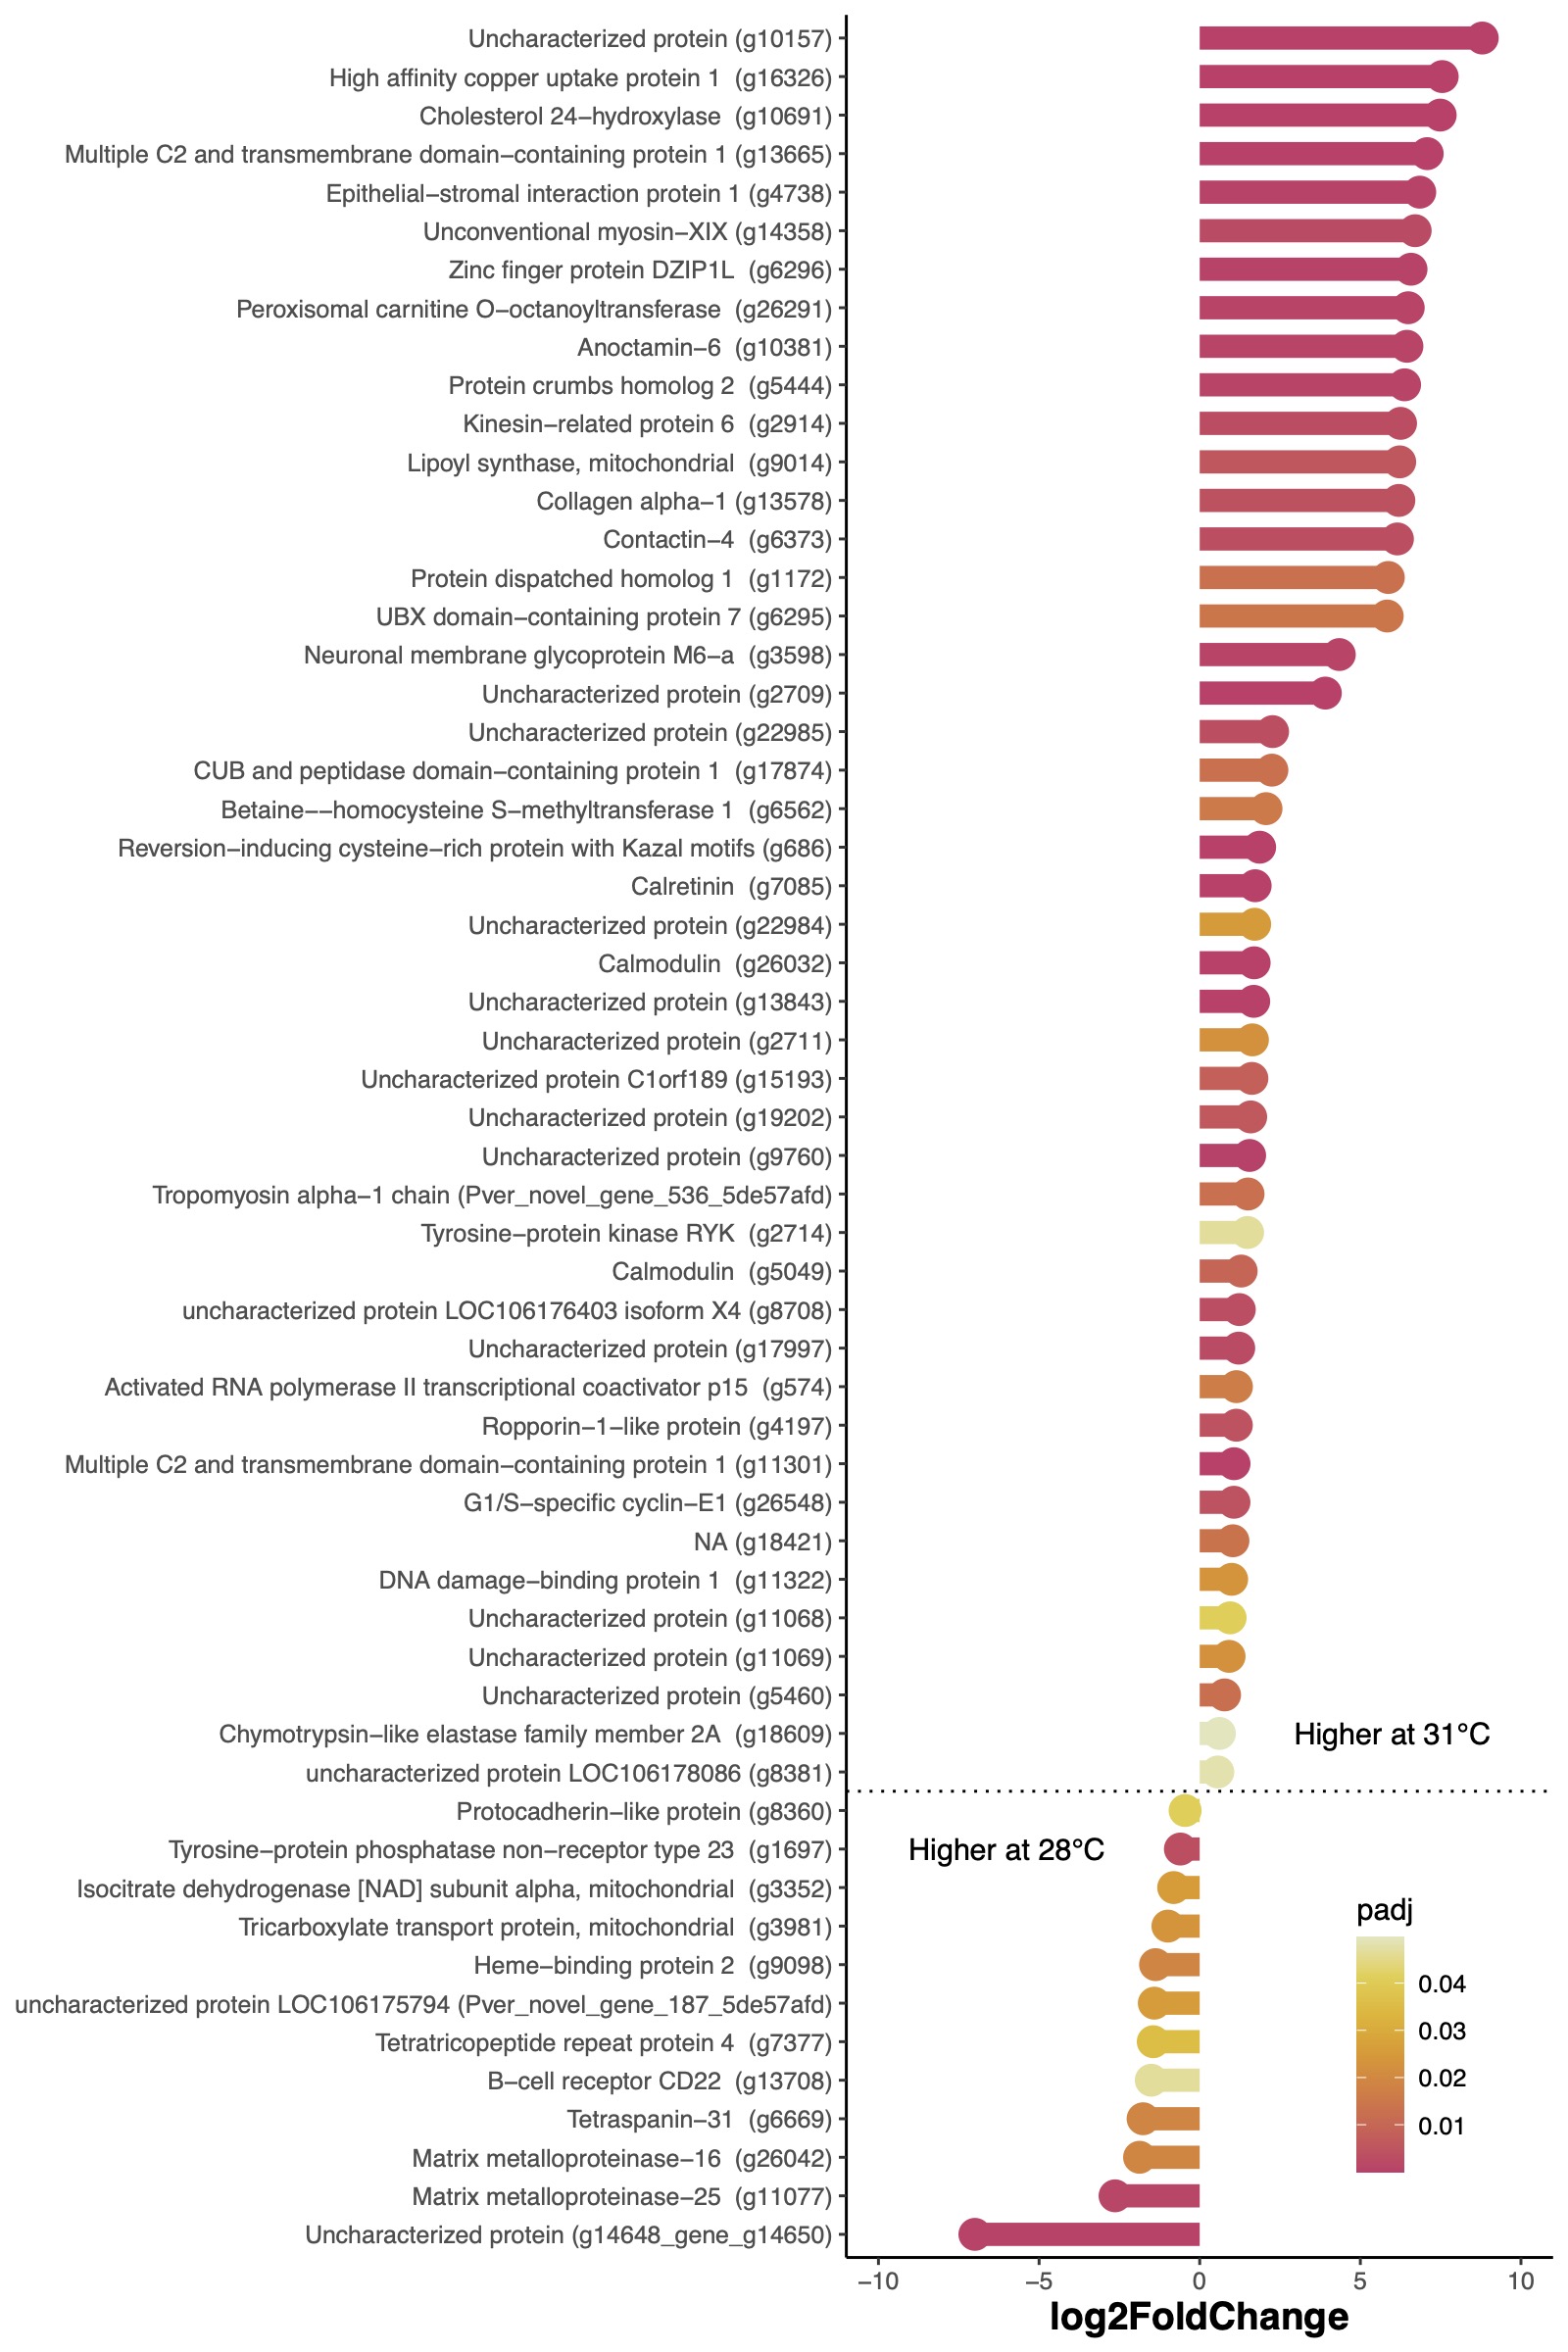 Uncharacterized protein (g10157)
High affinity copper uptake protein 1 (g16326)
Cholesterol 24−hydroxylase (g10691)
Multiple C2 and transmembrane domain−containing protein 1 (g13665)
Epithelial−stromal interaction protein 1 (g4738)
Unconventional myosin−XIX (g14358)
Zinc finger protein DZIP1L (g6296)
Peroxisomal carnitine O−octanoyltransferase (g26291)
Anoctamin−6 (g10381)
Protein crumbs homolog 2 (g5444)
Kinesin−related protein 6 (g2914)
Lipoyl synthase, mitochondrial (g9014)
Collagen alpha−1 (g13578)
Contactin−4 (g6373)
Protein dispatched homolog 1 (g1172)
UBX domain−containing protein 7 (g6295)
Neuronal membrane glycoprotein M6−a (g3598)
Uncharacterized protein (g2709)
Uncharacterized protein (g22985)
CUB and peptidase domain−containing protein 1 (g17874)
Betaine−−homocysteine S−methyltransferase 1 (g6562)
Reversion−inducing cysteine−rich protein with Kazal motifs (g686)
Calretinin (g7085)
Uncharacterized protein (g22984)
Calmodulin (g26032)
Uncharacterized protein (g13843)
Uncharacterized protein (g2711)
Uncharacterized protein C1orf189 (g15193)
Uncharacterized protein (g19202)
Uncharacterized protein (g9760)
Tropomyosin alpha−1 chain (Pver_novel_gene_536_5de57afd)
Tyrosine−protein kinase RYK (g2714)
Calmodulin (g5049)
uncharacterized protein LOC106176403 isoform X4 (g8708)
Uncharacterized protein (g17997)
Activated RNA polymerase II transcriptional coactivator p15 (g574)
Ropporin−1−like protein (g4197)
Multiple C2 and transmembrane domain−containing protein 1 (g11301)
G1/S−specific cyclin−E1 (g26548)
NA (g18421)
DNA damage−binding protein 1 (g11322)
Uncharacterized protein (g11068)
Uncharacterized protein (g11069)
Uncharacterized protein (g5460)
Chymotrypsin−like elastase family member 2A (g18609)
Higher at 31°C
uncharacterized protein LOC106178086 (g8381)
Protocadherin−like protein (g8360)
Tyrosine−protein phosphatase non−receptor type 23 (g1697)
Higher at 28°C
Isocitrate dehydrogenase [NAD] subunit alpha, mitochondrial (g3352)
Tricarboxylate transport protein, mitochondrial (g3981)
Heme−binding protein 2 (g9098)
uncharacterized protein LOC106175794 (Pver_novel_gene_187_5de57afd)
Tetratricopeptide repeat protein 4 (g7377)
B−cell receptor CD22 (g13708)
Tetraspanin−31 (g6669)
Matrix metalloproteinase−16 (g26042)
Matrix metalloproteinase−25 (g11077)
Uncharacterized protein (g14648_gene_g14650)
padj
0.04
0.03
0.02
0.01
−10 −5 0 5 10
log2FoldChange